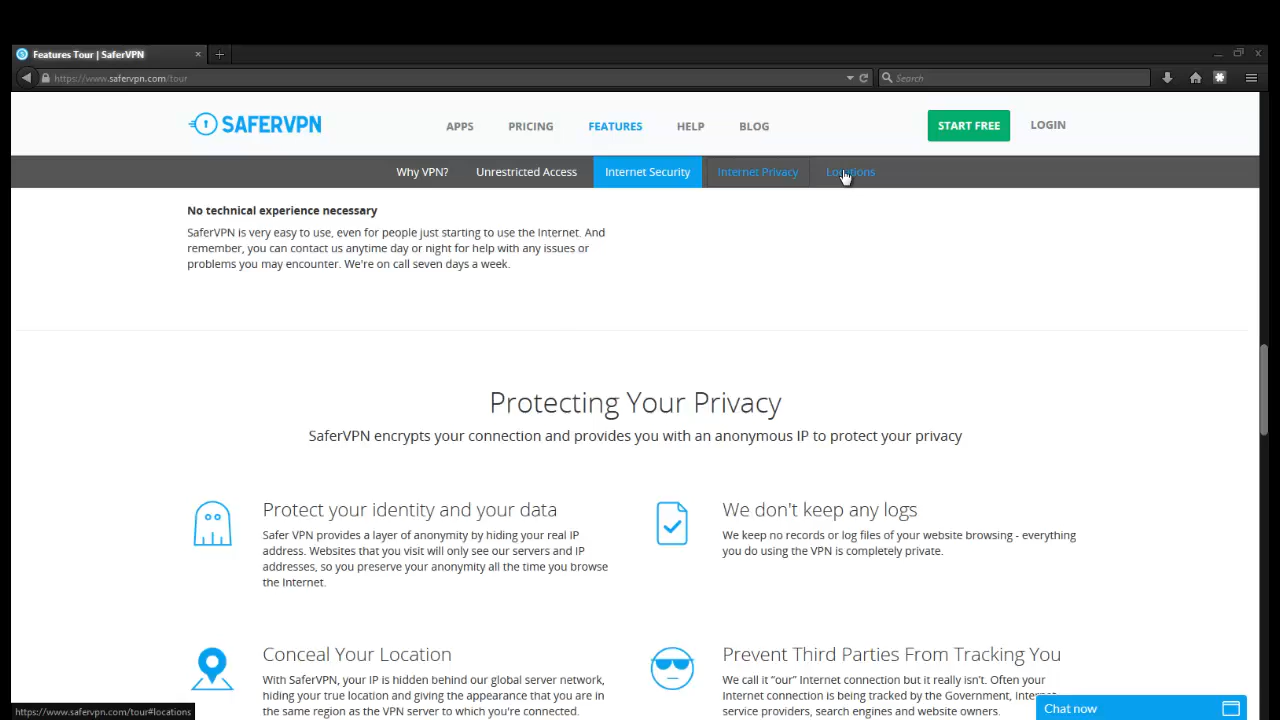 Features Tour | SaferVPN
https://www.safervpn.com/tour
Search
SAFERVPN
APPS PRICING FEATURES HELP BLOG START FREE LOGIN
Why VPN? Unrestricted Access Internet Security Internet Privacy Locations
No technical experience necessary
SaferVPN is very easy to use, even for people just starting to use the Internet. And
remember, you can contact us anytime day or night for help with any issues or
problems you may encounter. We're on call seven days a week.
Protecting Your Privacy
SaferVPN encrypts your connection and provides you with an anonymous IP to protect your privacy
Protect your identity and your data
Safer VPN provides a layer of anonymity by hiding your real IP
address. Websites that you visit will only see our servers and IP
addresses, so you preserve your anonymity all the time you browse
the Internet.
We don't keep any logs
We keep no records or log files of your website browsing - everything
you do using the VPN is completely private.
Conceal Your Location
With SaferVPN, your IP is hidden behind our global server network,
hiding your true location and giving the appearance that you are in
the same region as the VPN server to which you're connected.
Prevent Third Parties From Tracking You
We call it “our” Internet connection but it really isn't. Often your
Internet connection is being tracked by the Government, Internet
service providers, search engines and website owners.
https://www.safervpn.com/tour#locations
Chat now